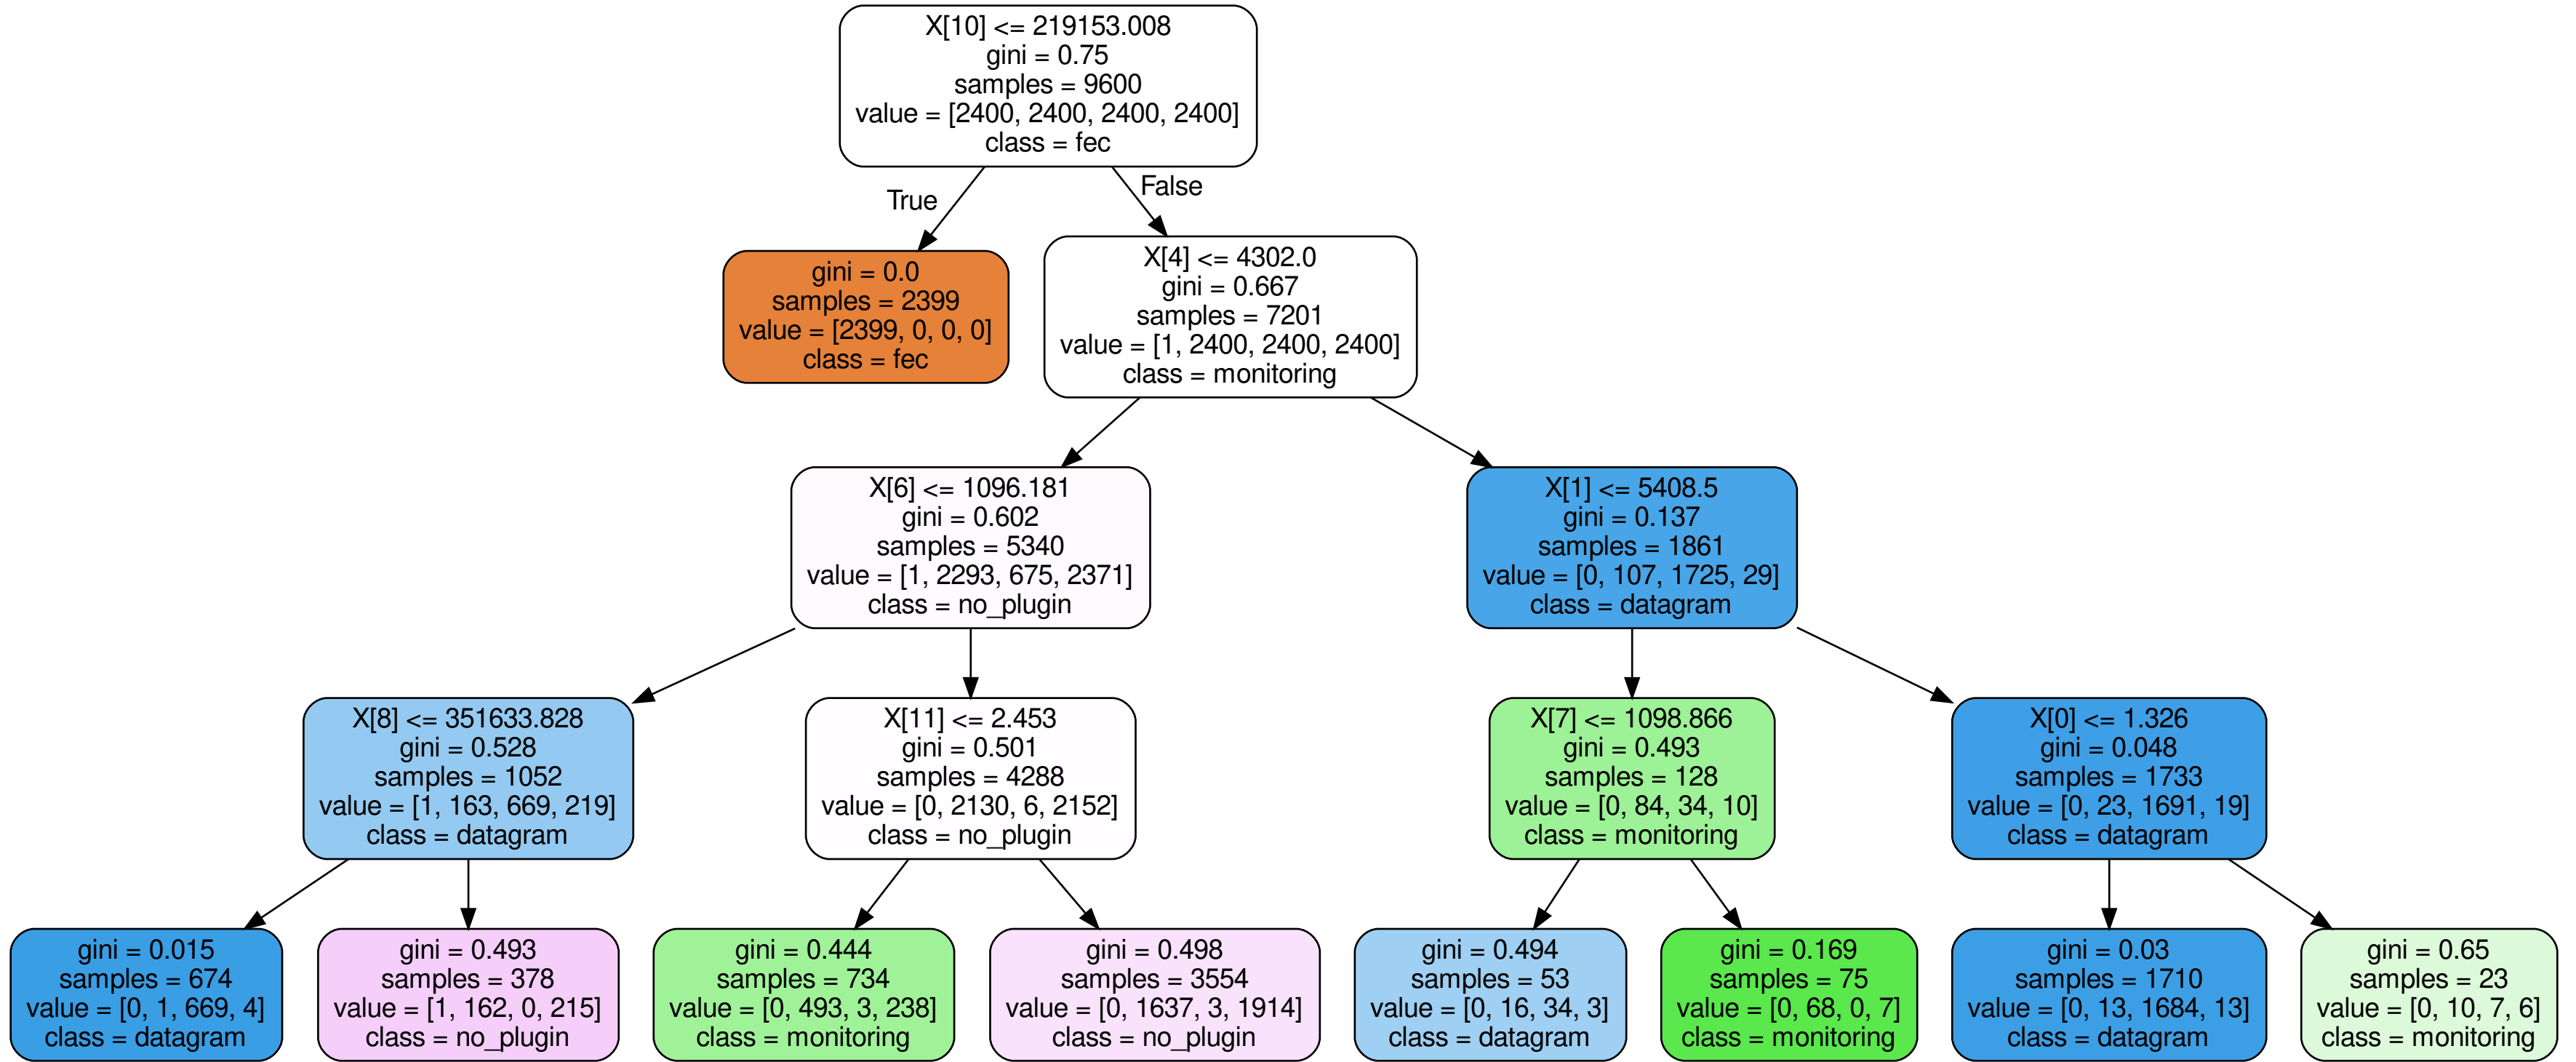 X[10] <= 219153.008
gini = 0.75
samples = 9600
value = [2400, 2400, 2400, 2400]
class = fec
True
False
gini = 0.0
samples = 2399
value = [2399, 0, 0, 0]
class = fec
X[4] <= 4302.0
gini = 0.667
samples = 7201
value = [1, 2400, 2400, 2400]
class = monitoring
X[6] <= 1096.181
gini = 0.602
samples = 5340
value = [1, 2293, 675, 2371]
class = no_plugin
X[1] <= 5408.5
gini = 0.137
samples = 1861
value = [0, 107, 1725, 29]
class = datagram
X[8] <= 351633.828
gini = 0.528
samples = 1052
value = [1, 163, 669, 219]
class = datagram
X[11] <= 2.453
gini = 0.501
samples = 4288
value = [0, 2130, 6, 2152]
class = no_plugin
X[7] <= 1098.866
gini = 0.493
samples = 128
value = [0, 84, 34, 10]
class = monitoring
X[0] <= 1.326
gini = 0.048
samples = 1733
value = [0, 23, 1691, 19]
class = datagram
gini = 0.015
samples = 674
value = [0, 1, 669, 4]
class = datagram
gini = 0.493
samples = 378
value = [1, 162, 0, 215]
class = no_plugin
gini = 0.444
samples = 734
value = [0, 493, 3, 238]
class = monitoring
gini = 0.498
samples = 3554
value = [0, 1637, 3, 1914]
class = no_plugin
gini = 0.494
samples = 53
value = [0, 16, 34, 3]
class = datagram
gini = 0.169
samples = 75
value = [0, 68, 0, 7]
class = monitoring
gini = 0.03
samples = 1710
value = [0, 13, 1684, 13]
class = datagram
gini = 0.65
samples = 23
value = [0, 10, 7, 6]
class = monitoring